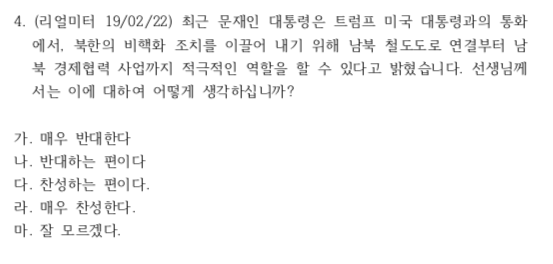 4. (리얼미터 19/02/22) 최근 문재인 대통령은 트럼프 미국 대통령과의 통화
에서, 북한의 비핵화 조치를 이끌어 내기 위해 남북 철도도로 연결부터 남
북 경제협력 사업까지 적극적인 역할을 할 수 있다고 밝혔습니다. 선생님께
서는 이에 대하여 어떻게 생각하십니까?
가. 매우 반대한다
나. 반대하는 편이다
다. 찬성하는 편이다.
라. 매우 찬성한다.
마. 잘 모르겠다.